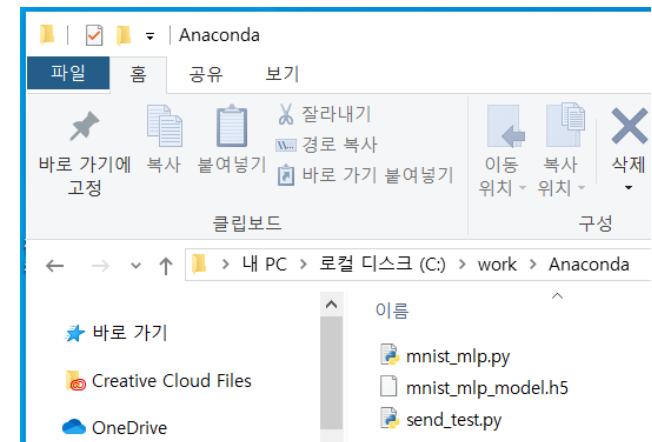 Anaconda
파일 홈 공유 보기
바로 가기에 고정
복사
붙여넣기
잘라내기
경로 복사
바로 가기 붙여넣기
이동 위치
복사 위치
삭제
클립보드
구성
내 PC > 로컬 디스크 (C:) > work > Anaconda
이름
바로 가기
Creative Cloud Files
OneDrive
mnist_mlp.py
mnist_mlp_model.h5
send_test.py